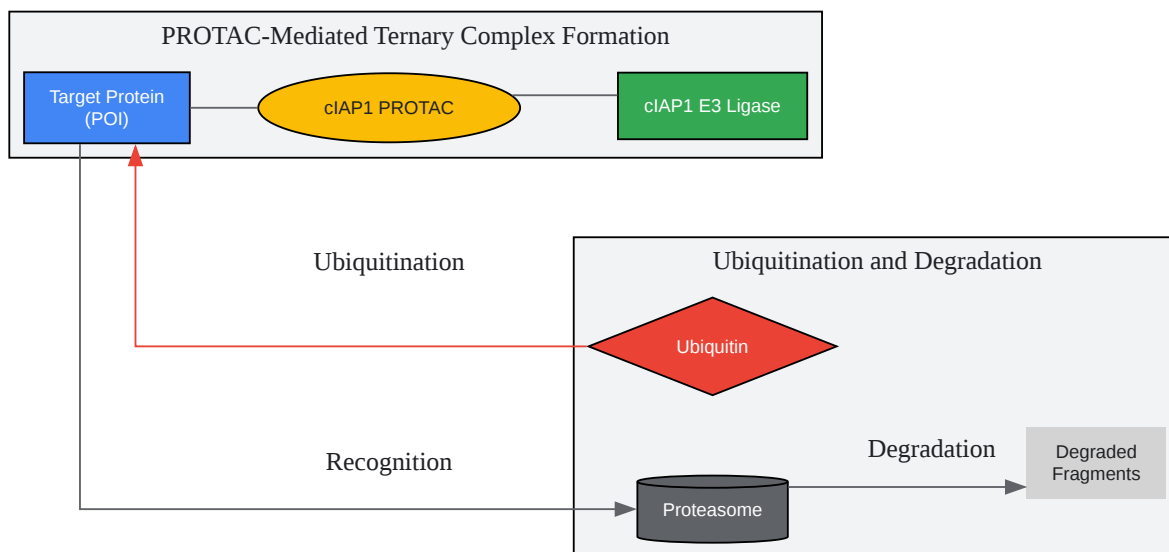 PROTAC-Mediated Ternary Complex Formation
Target Protein
(POI)
cIAP1 PROTAC
cIAP1 E3 Ligase
Ubiquitination
Ubiquitination and Degradation
Ubiquitin
Recognition
Degradation
Degraded
Fragments
Proteasome